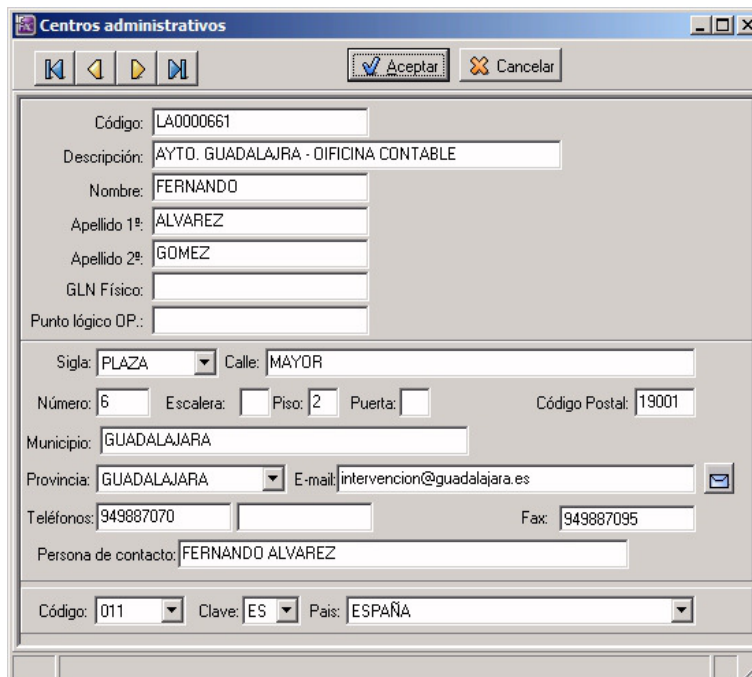 Centros administrativos
Aceptar Cancelar
Código: LA0000661
Descripción: AYTO. GUADALAJRA - OIFICINA CONTABLE
Nombre: FERNANDO
Apellido 1º: ALVAREZ
Apellido 2º: GOMEZ
GLN Físico:
Punto lógico OP.:
Sigla: PLAZA Calle: MAYOR
Número: 6 Escalera: Piso: 2 Puerta: Código Postal: 19001
Municipio: GUADALAJARA
Provincia: GUADALAJARA E-mail: intervencion@guadalajara.es
Teléfonos: 949887070 Fax: 949887095
Persona de contacto: FERNANDO ALVAREZ
Código: 011 Clave: ES Pais: ESPAÑA